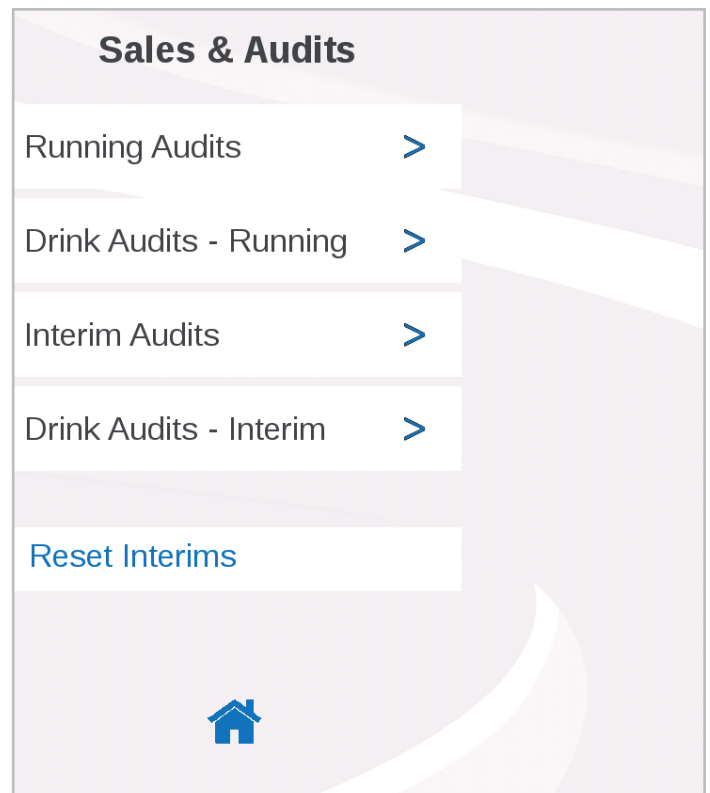 Sales & Audits
Running Audits >
Drink Audits - Running >
Interim Audits >
Drink Audits - Interim >
Reset Interims